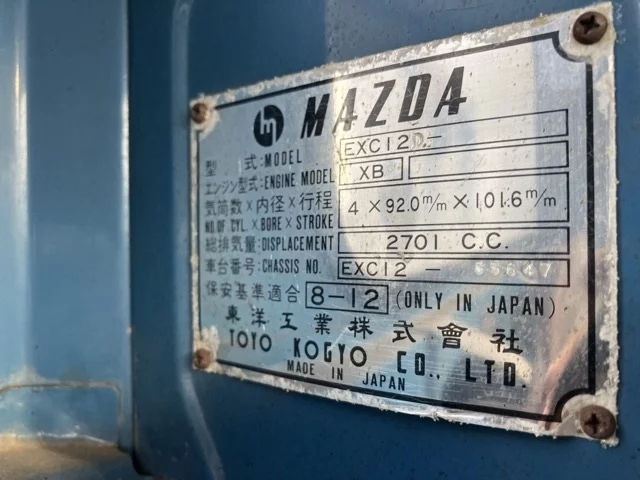 m MAZDA
型 式:MODEL EXC12D-
エンジン型式:ENGINE MODEL XB
気筒数×内径×行程
NO.OF CYL.×BORE×STROKE 4 × 92.0 m/m × 101.6 m/m
総排気量:DISPLACEMENT 2701 C.C.
車台番号:CHASSIS NO. EXC12 -
保安基準適合 8-12 (ONLY IN JAPAN)
東洋工業株式會社
TOYO KOGYO CO., LTD.
MADE IN JAPAN